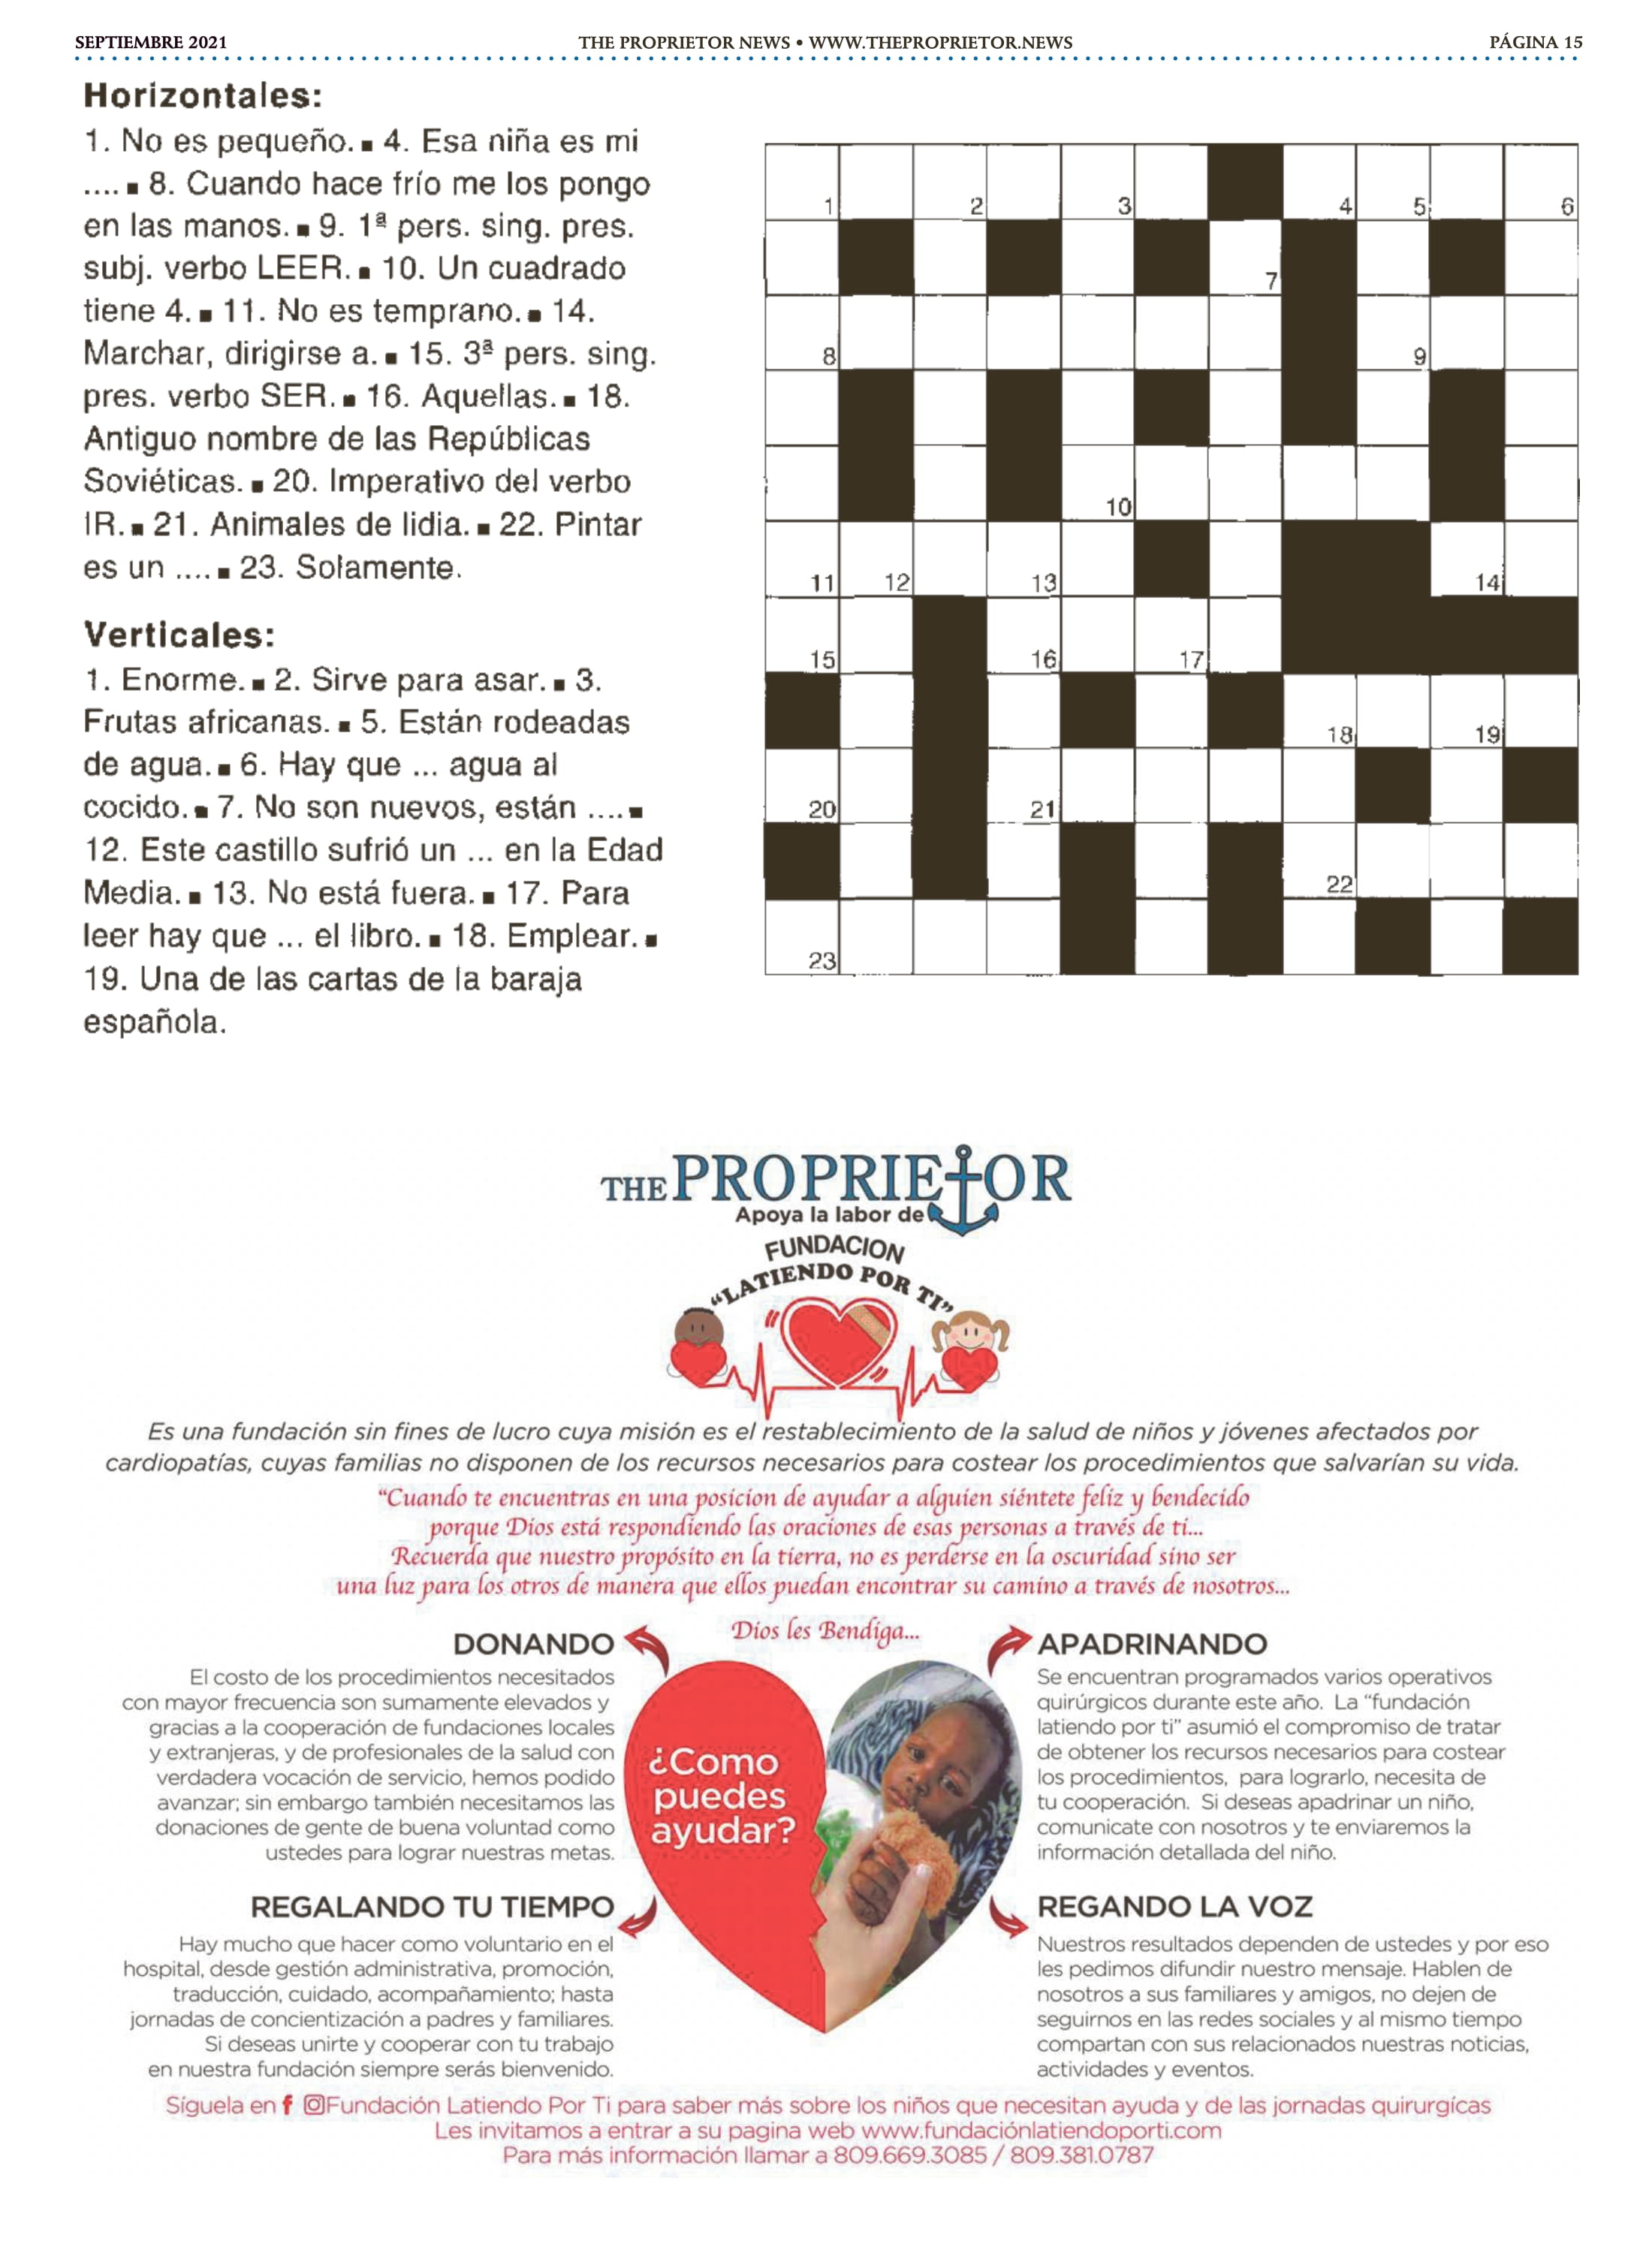 SEPTIEMBRE 2021
THE PROPRIETOR NEWS • WWW.THEPROPRIETOR.NEWS
PÁGINA 15
Horizontales:
1. No es pequeño. ■ 4. Esa niña es mi
.... ■ 8. Cuando hace frío me los pongo
en las manos. ■ 9. 1ª pers. sing. pres.
subj. verbo LEER. ■ 10. Un cuadrado
tiene 4. ■ 11. No es temprano. ■ 14.
Marchar, dirigirse a. ■ 15. 3ª pers. sing.
pres. verbo SER. ■ 16. Aquellas. ■ 18.
Antiguo nombre de las Repúblicas
Soviéticas. ■ 20. Imperativo del verbo
IR. ■ 21. Animales de lidia. ■ 22. Pintar
es un .... ■ 23. Solamente.
Verticales:
1. Enorme. ■ 2. Sirve para asar. ■ 3.
Frutas africanas. ■ 5. Están rodeadas
de agua. ■ 6. Hay que ... agua al
cocido. ■ 7. No son nuevos, están .... ■
12. Este castillo sufrió un ... en la Edad
Media. ■ 13. No está fuera. ■ 17. Para
leer hay que ... el libro. ■ 18. Emplear. ■
19. Una de las cartas de la baraja
española.
1 2 3 4 5 6
7
8 9
10
11 12 13 14
15 16 17
18 19
20 21
22
23
THE PROPRIETOR
Apoya la labor de
FUNDACION
“LATIENDO POR TI”
Es una fundación sin fines de lucro cuya misión es el restablecimiento de la salud de niños y jóvenes afectados por
cardiopatías, cuyas familias no disponen de los recursos necesarios para costear los procedimientos que salvarían su vida.
“Cuando te encuentras en una posicion de ayudar a alguien siéntete feliz y bendecido
porque Dios está respondiendo las oraciones de esas personas a través de ti...
Recuerda que nuestro propósito en la tierra, no es perderse en la oscuridad sino ser
una luz para los otros de manera que ellos puedan encontrar su camino a través de nosotros...
Dios les Bendiga...
DONANDO
El costo de los procedimientos necesitados
con mayor frecuencia son sumamente elevados y
gracias a la cooperación de fundaciones locales
y extranjeras, y de profesionales de la salud con
verdadera vocación de servicio, hemos podido
avanzar; sin embargo también necesitamos las
donaciones de gente de buena voluntad como
ustedes para lograr nuestras metas.
¿Como
puedes
ayudar?
APADRINANDO
Se encuentran programados varios operativos
quirúrgicos durante este año. La “fundación
latiendo por ti” asumió el compromiso de tratar
de obtener los recursos necesarios para costear
los procedimientos, para lograrlo, necesita de
tu cooperación. Si deseas apadrinar un niño,
comunicate con nosotros y te enviaremos la
información detallada del niño.
REGALANDO TU TIEMPO
Hay mucho que hacer como voluntario en el
hospital, desde gestión administrativa, promoción,
traducción, cuidado, acompañamiento; hasta
jornadas de concientización a padres y familiares.
Si deseas unirte y cooperar con tu trabajo
en nuestra fundación siempre serás bienvenido.
REGANDO LA VOZ
Nuestros resultados dependen de ustedes y por eso
les pedimos difundir nuestro mensaje. Hablen de
nosotros a sus familiares y amigos, no dejen de
seguirnos en las redes sociales y al mismo tiempo
compartan con sus relacionados nuestras noticias,
actividades y eventos.
Síguela en f Fundación Latiendo Por Ti para saber más sobre los niños que necesitan ayuda y de las jornadas quirurgícas
Les invitamos a entrar a su pagina web www.fundaciónlatiendoporti.com
Para más información llamar a 809.669.3085 / 809.381.0787